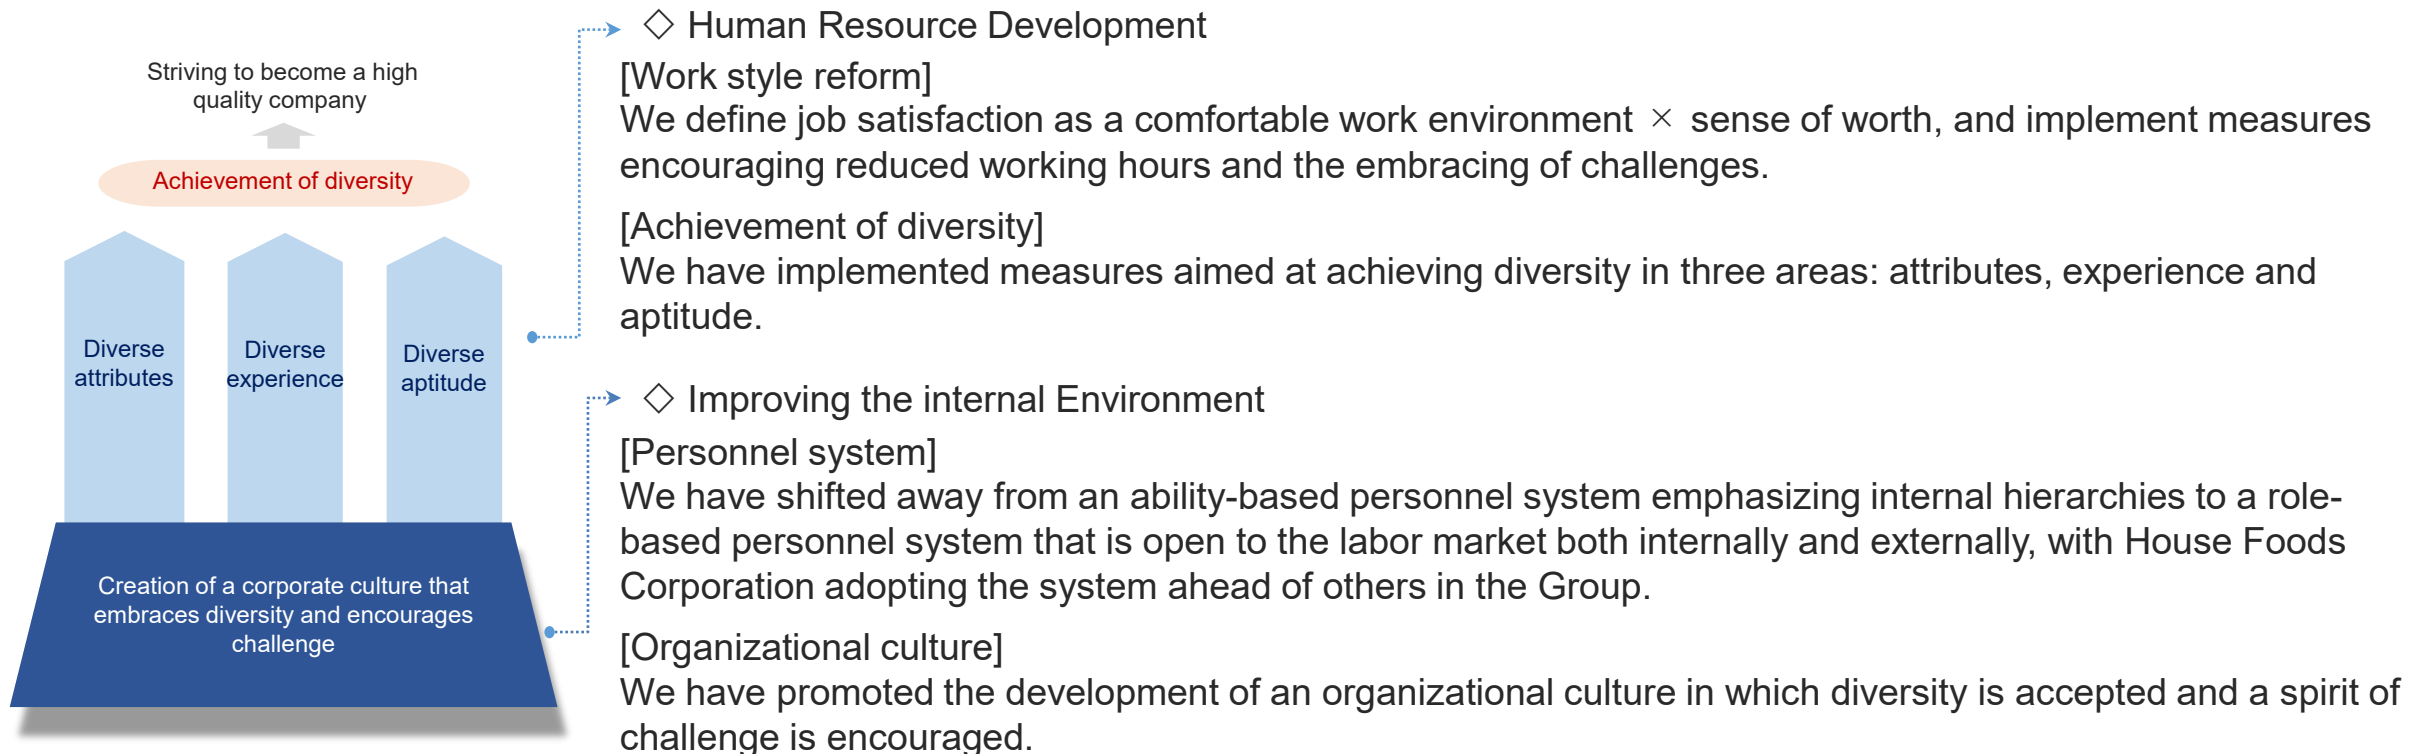 Striving to become a high
quality company
Achievement of diversity
Diverse
attributes
Diverse
experience
Diverse
aptitude
Creation of a corporate culture that
embraces diversity and encourages
challenge
◇ Human Resource Development
[Work style reform]
We define job satisfaction as a comfortable work environment × sense of worth, and implement measures
encouraging reduced working hours and the embracing of challenges.
[Achievement of diversity]
We have implemented measures aimed at achieving diversity in three areas: attributes, experience and
aptitude.
◇ Improving the internal Environment
[Personnel system]
We have shifted away from an ability-based personnel system emphasizing internal hierarchies to a role-
based personnel system that is open to the labor market both internally and externally, with House Foods
Corporation adopting the system ahead of others in the Group.
[Organizational culture]
We have promoted the development of an organizational culture in which diversity is accepted and a spirit of
challenge is encouraged.